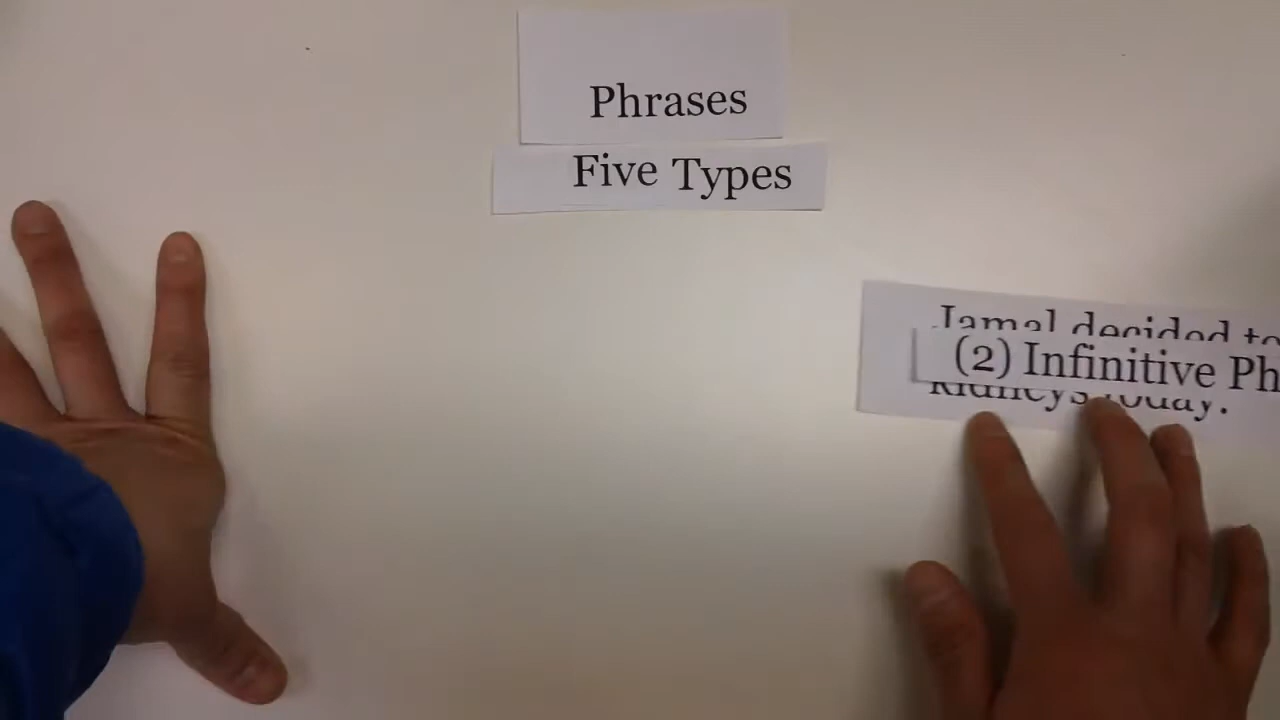 Phrases
Five Types
Jamal decided to
(2) Infinitive Ph
kidneys today.